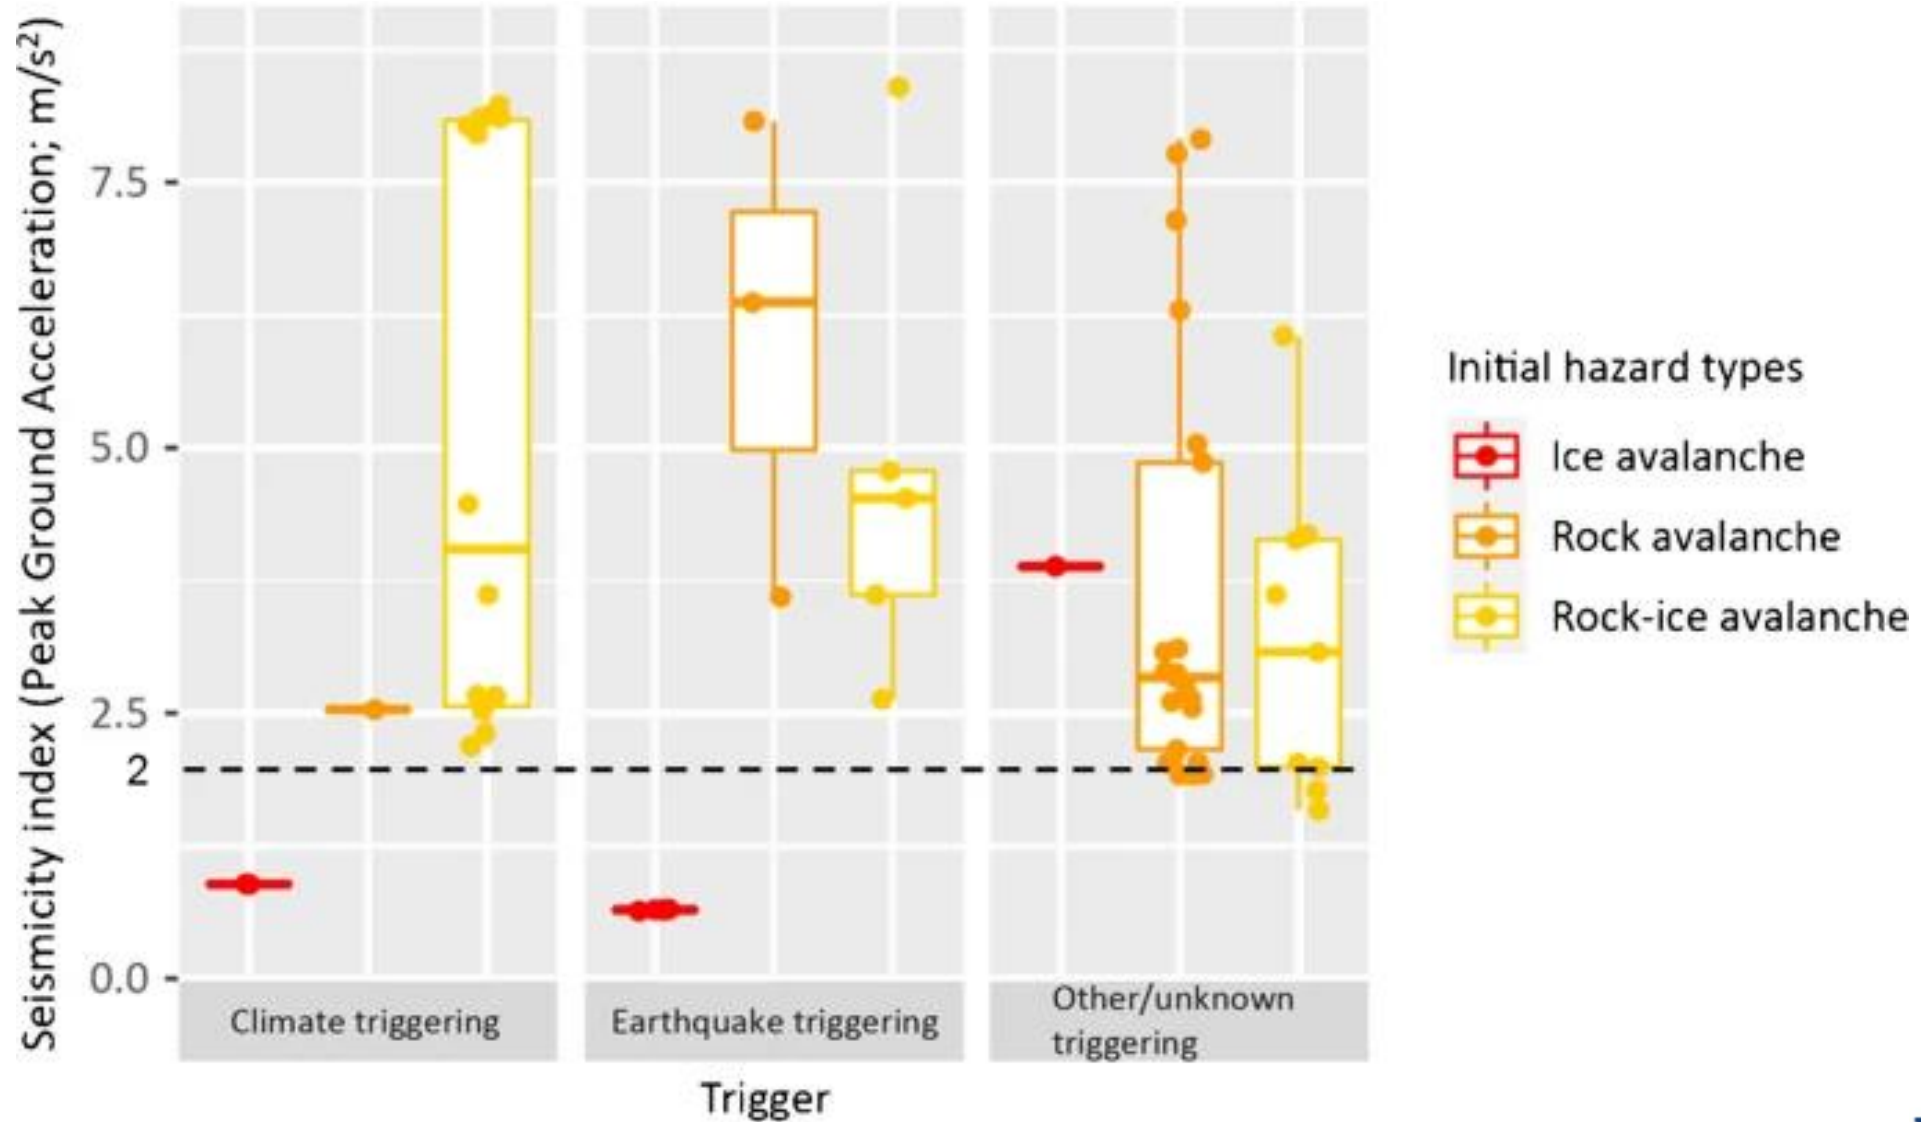 Seismicity index (Peak Ground Acceleration; m/s²)
7.5
5.0
2.5
2
0.0
Climate triggering
Earthquake triggering
Other/unknown
triggering
Trigger
Initial hazard types
Ice avalanche
Rock avalanche
Rock-ice avalanche